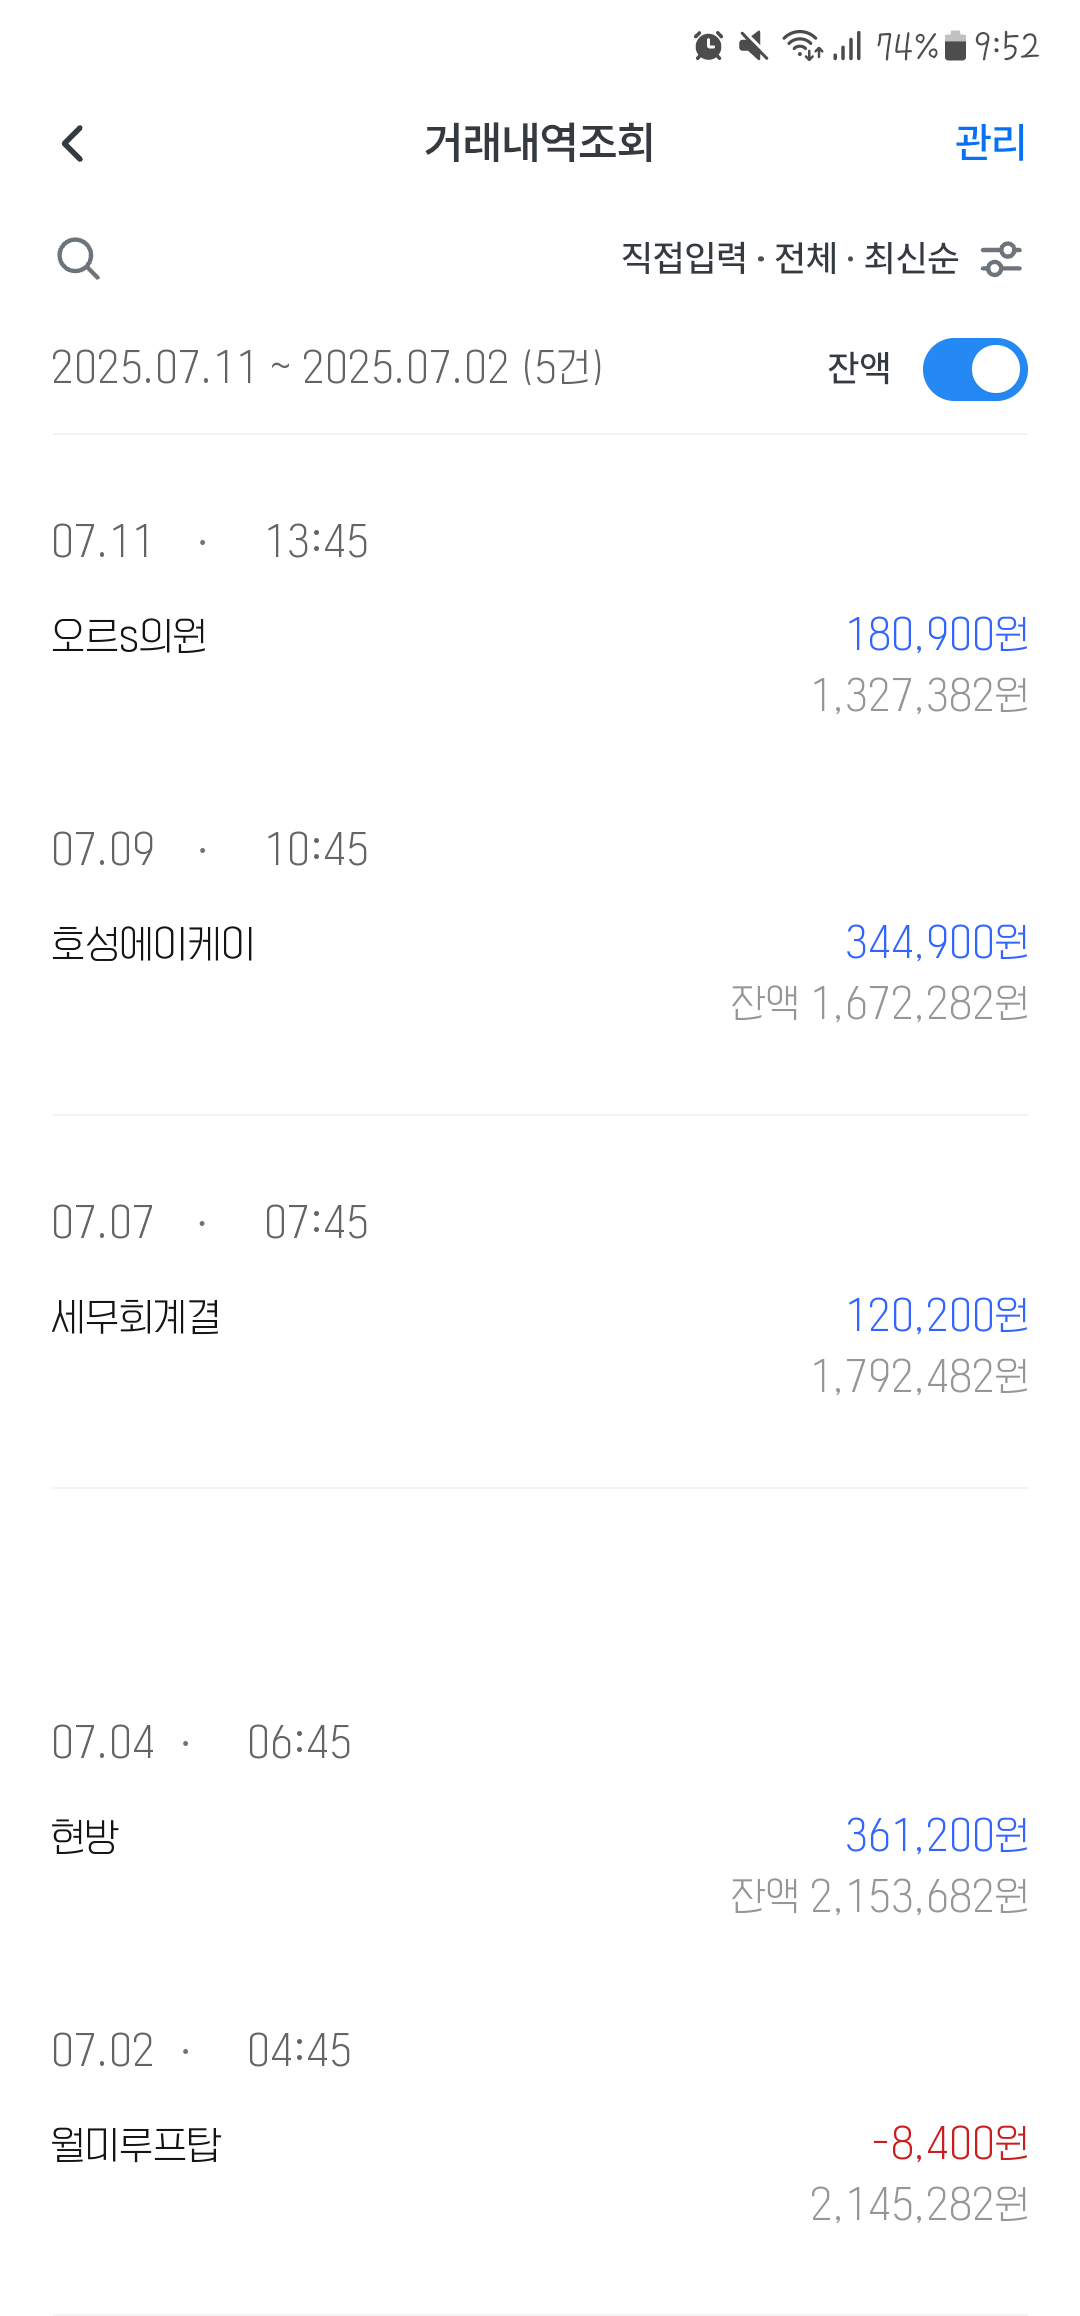 74% 9:52
거래내역조회 관리
직접입력 · 전체 · 최신순
2025.07.11 ~ 2025.07.02 (5건) 잔액
07.11 · 13:45
오르s의원 180,900원
1,327,382원
07.09 · 10:45
호성에이케이 344,900원
잔액 1,672,282원
07.07 · 07:45
세무회계결 120,200원
1,792,482원
07.04 · 06:45
현방 361,200원
잔액 2,153,682원
07.02 · 04:45
월미루프탑 -8,400원
2,145,282원